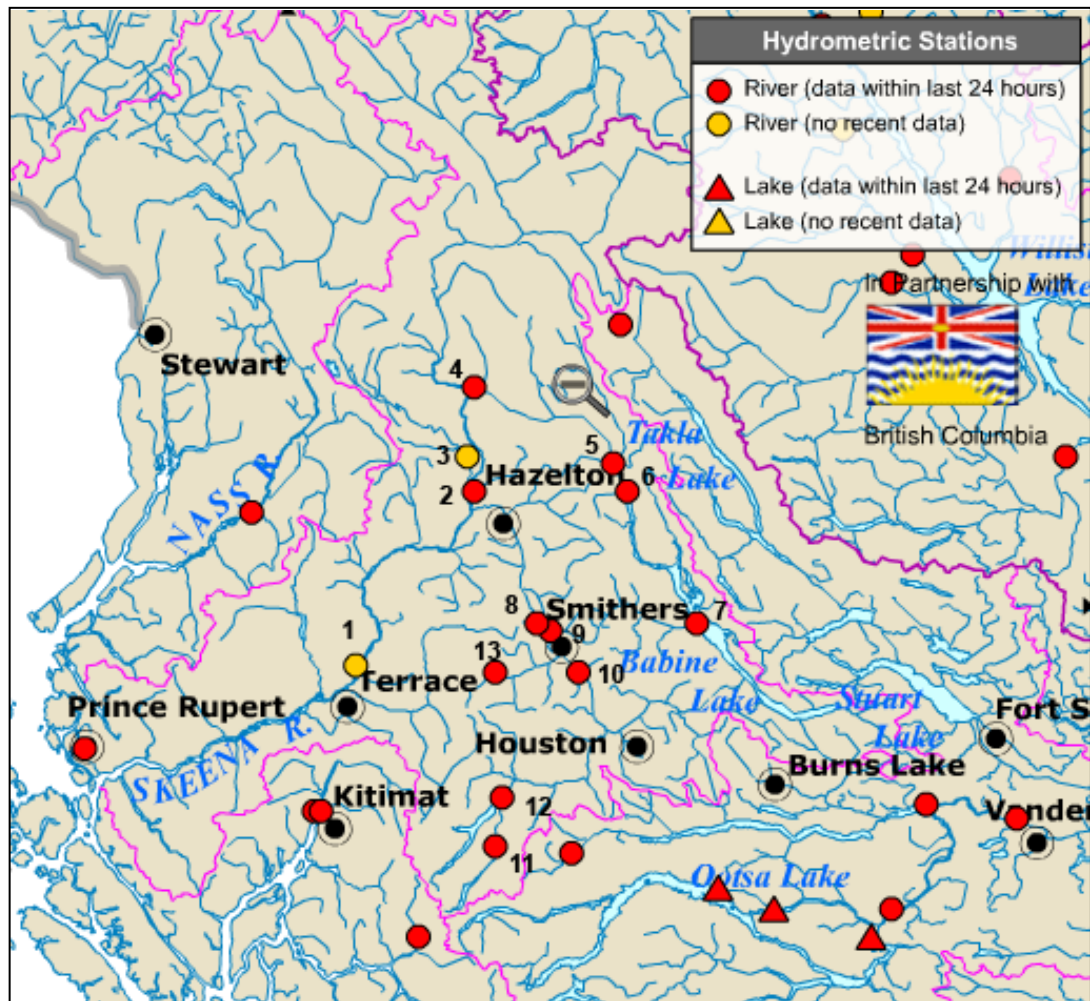 Hydrometric Stations
River (data within last 24 hours)
River (no recent data)
Lake (data within last 24 hours)
Lake (no recent data)
In Partnership with
British Columbia
Stewart
4
Takla
Lake
5
3
Hazelton
6
2
NASS R.
8
Smithers
7
9
1
13
10
Babine
Lake
Terrace
Stuart
Lake
Prince Rupert
Fort S
SKEENA R.
Houston
Burns Lake
Kitimat
12
Vander
11
Ootsa Lake